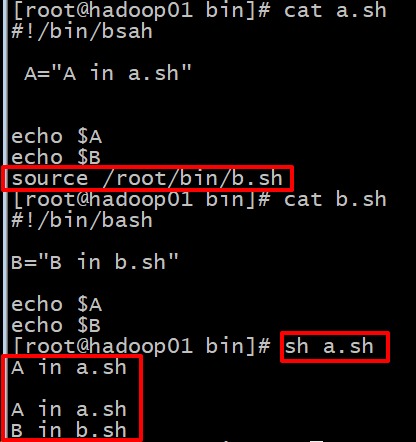 [root@hadoop01 bin]# cat a.sh
#!/bin/bsah
A="A in a.sh"
echo $A
echo $B
source /root/bin/b.sh
[root@hadoop01 bin]# cat b.sh
#!/bin/bash
B="B in b.sh"
echo $A
echo $B
[root@hadoop01 bin]# sh a.sh
A in a.sh
A in a.sh
B in b.sh